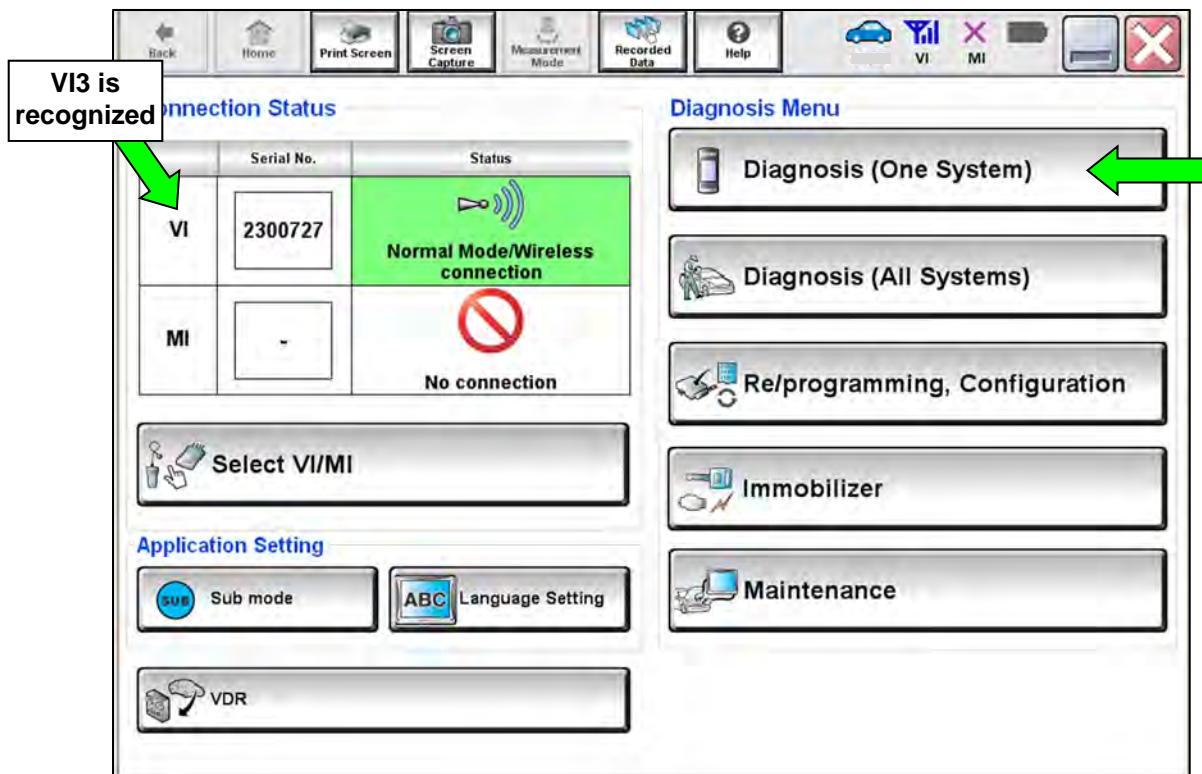 Back
Home
Print Screen
Screen
Capture
Measurement
Mode
Recorded
Data
Help
VI
MI
VI3 is
recognized
onnection Status
Serial No.
Status
VI
2300727
Normal Mode/Wireless
connection
MI
-
No connection
Select VI/MI
Application Setting
SUB
Sub mode
ABC
Language Setting
VDR
Diagnosis Menu
Diagnosis (One System)
Diagnosis (All Systems)
Re/programming, Configuration
Immobilizer
Maintenance